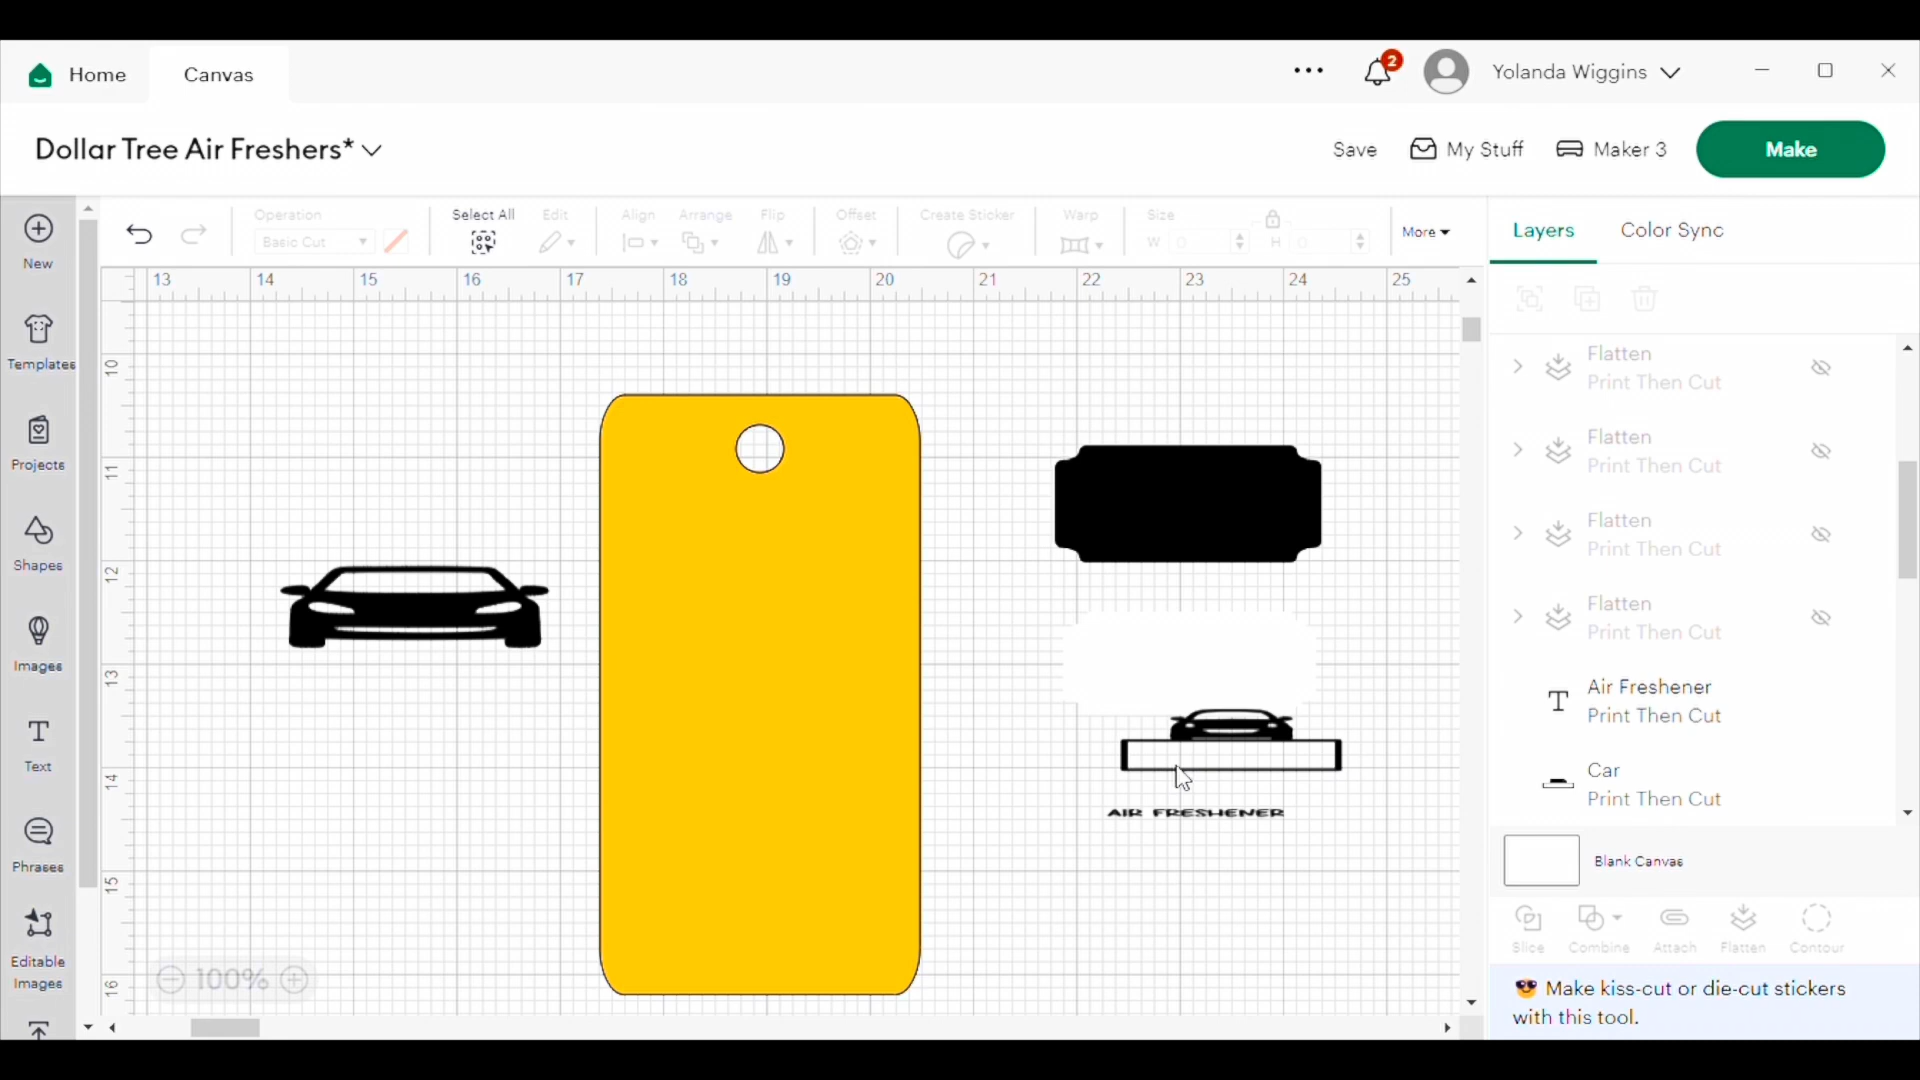 Home
Canvas
2
Yolanda Wiggins
Dollar Tree Air Freshers*
Save
My Stuff
Maker 3
Make
Operation
Basic Cut
Select All
Edit
Align
Arrange
Flip
Offset
Create Sticker
Warp
Size
W 0
H 0
More
Layers
Color Sync
New
Templates
Projects
Shapes
Images
Text
Phrases
Editable
Images
13 14 15 16 17 18 19 20 21 22 23 24 25
10
11
12
13
14
15
16
AIR FRESHENER
100%
Flatten
Print Then Cut
Flatten
Print Then Cut
Flatten
Print Then Cut
Flatten
Print Then Cut
T Air Freshener
Print Then Cut
Car
Print Then Cut
Blank Canvas
Slice
Combine
Attach
Flatten
Contour
Make kiss-cut or die-cut stickers
with this tool.